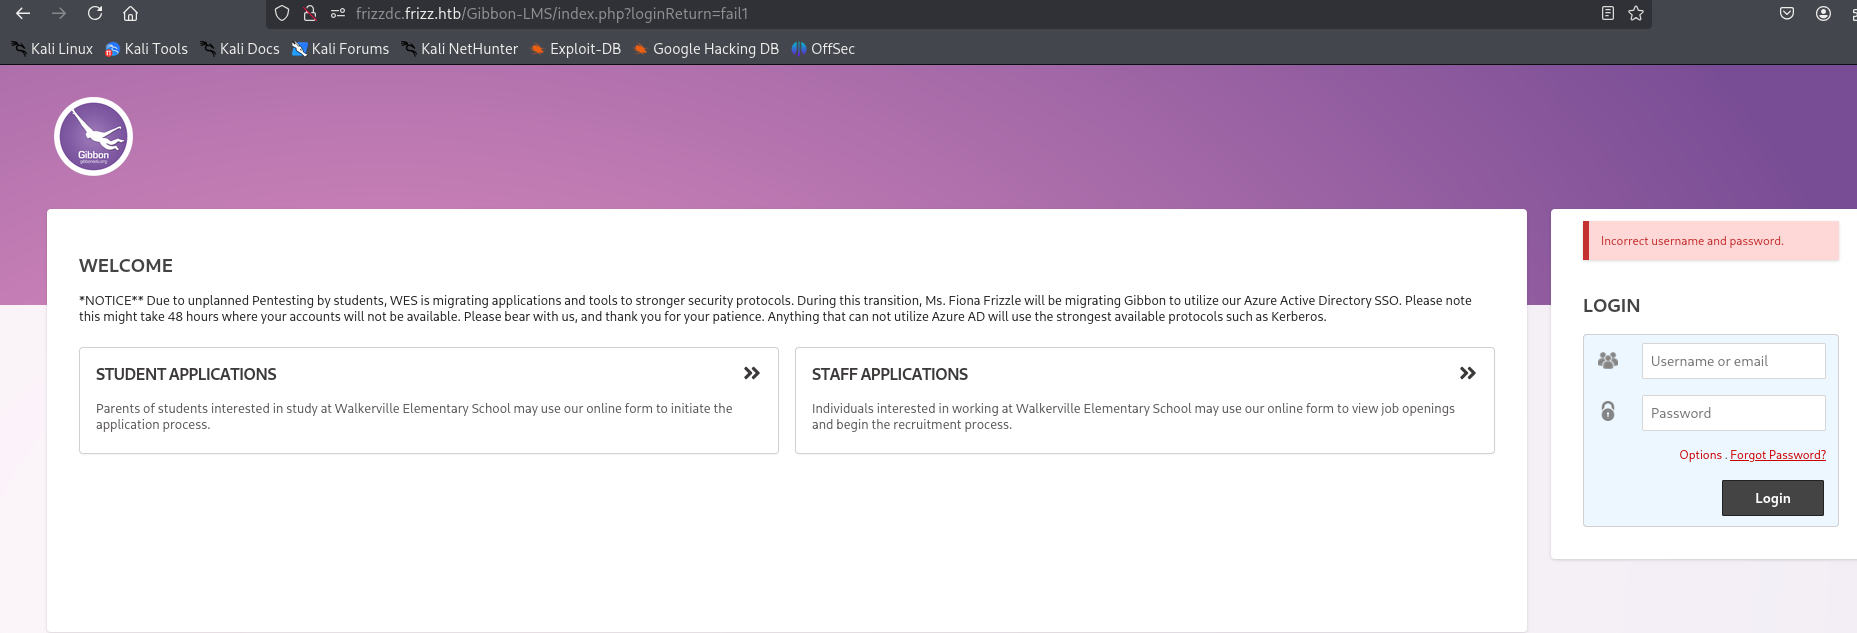 frizzdc.frizz.htb/Gibbon-LMS/index.php?loginReturn=fail1
Kali Linux Kali Tools Kali Docs Kali Forums Kali NetHunter Exploit-DB Google Hacking DB OffSec
Gibbon
gibbonedu.org
Incorrect username and password.
WELCOME
*NOTICE** Due to unplanned Pentesting by students, WES is migrating applications and tools to stronger security protocols. During this transition, Ms. Fiona Frizzle will be migrating Gibbon to utilize our Azure Active Directory SSO. Please note
this might take 48 hours where your accounts will not be available. Please bear with us, and thank you for your patience. Anything that can not utilize Azure AD will use the strongest available protocols such as Kerberos.
STUDENT APPLICATIONS
Parents of students interested in study at Walkerville Elementary School may use our online form to initiate the
application process.
STAFF APPLICATIONS
Individuals interested in working at Walkerville Elementary School may use our online form to view job openings
and begin the recruitment process.
LOGIN
Username or email
Password
Options . Forgot Password?
Login